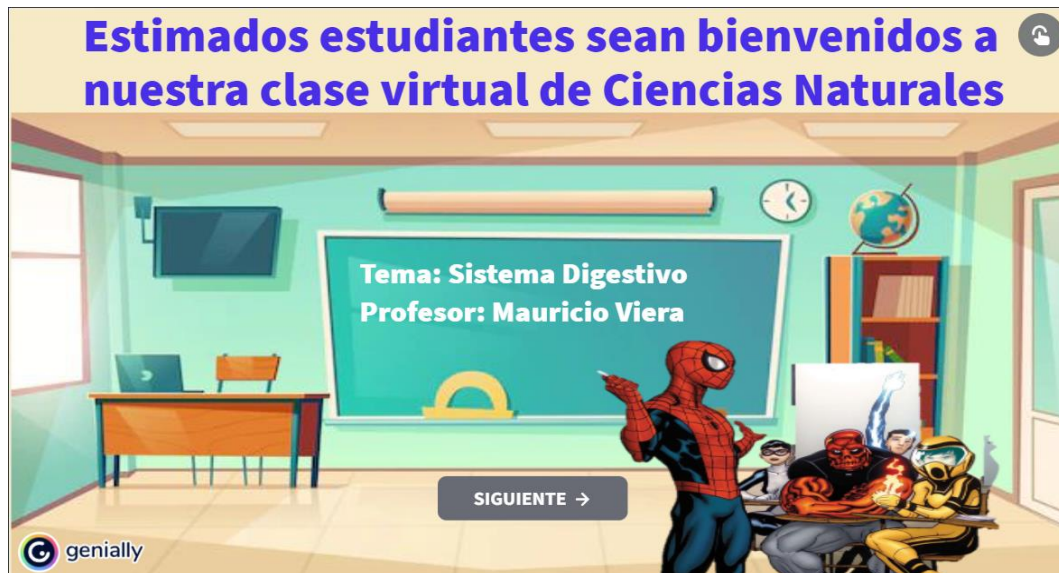 Estimados estudiantes sean bienvenidos a
nuestra clase virtual de Ciencias Naturales
Tema: Sistema Digestivo
Profesor: Mauricio Viera
SIGUIENTE →
genially